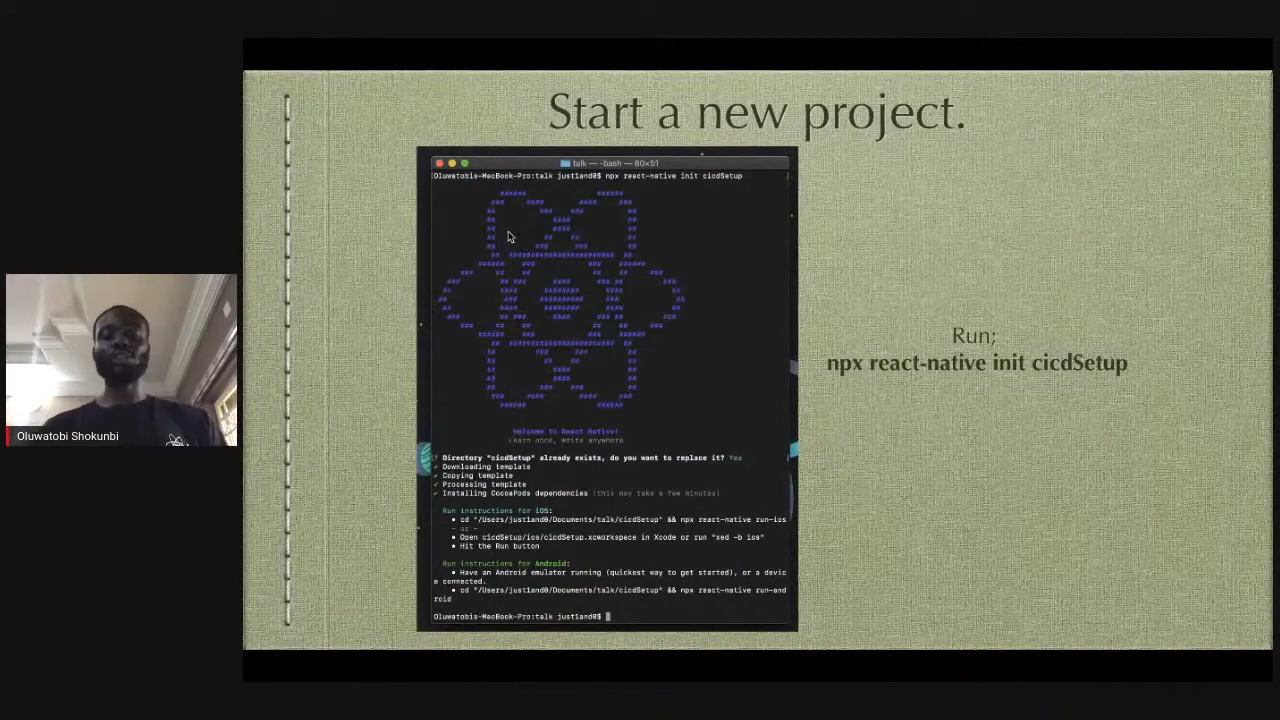 Start a new project.
talk — -bash — 80×51
Oluwatobis-MacBook-Pro:talk just1and0$ npx react-native init cicdSetup
Welcome to React Native!
Learn once, write anywhere
? Directory "cicdSetup" already exists, do you want to replace it? Yes
✔ Downloading template
✔ Copying template
✔ Processing template
✔ Installing CocoaPods dependencies (this may take a few minutes)
Run instructions for iOS:
• cd "/Users/just1and0/Documents/talk/cicdSetup" && npx react-native run-ios
- or -
• Open cicdSetup/ios/cicdSetup.xcworkspace in Xcode or run "xed -b ios"
• Hit the Run button
Run instructions for Android:
• Have an Android emulator running (quickest way to get started), or a devic
e connected.
• cd "/Users/just1and0/Documents/talk/cicdSetup" && npx react-native run-and
roid
Oluwatobis-MacBook-Pro:talk just1and0$
Run;
npx react-native init cicdSetup
Oluwatobi Shokunbi